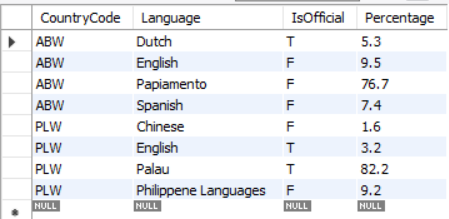 CountryCode Language IsOfficial Percentage
ABW Dutch T 5.3
ABW English F 9.5
ABW Papiamento F 76.7
ABW Spanish F 7.4
PLW Chinese F 1.6
PLW English T 3.2
PLW Palau T 82.2
PLW Philippene Languages F 9.2
NULL NULL NULL NULL